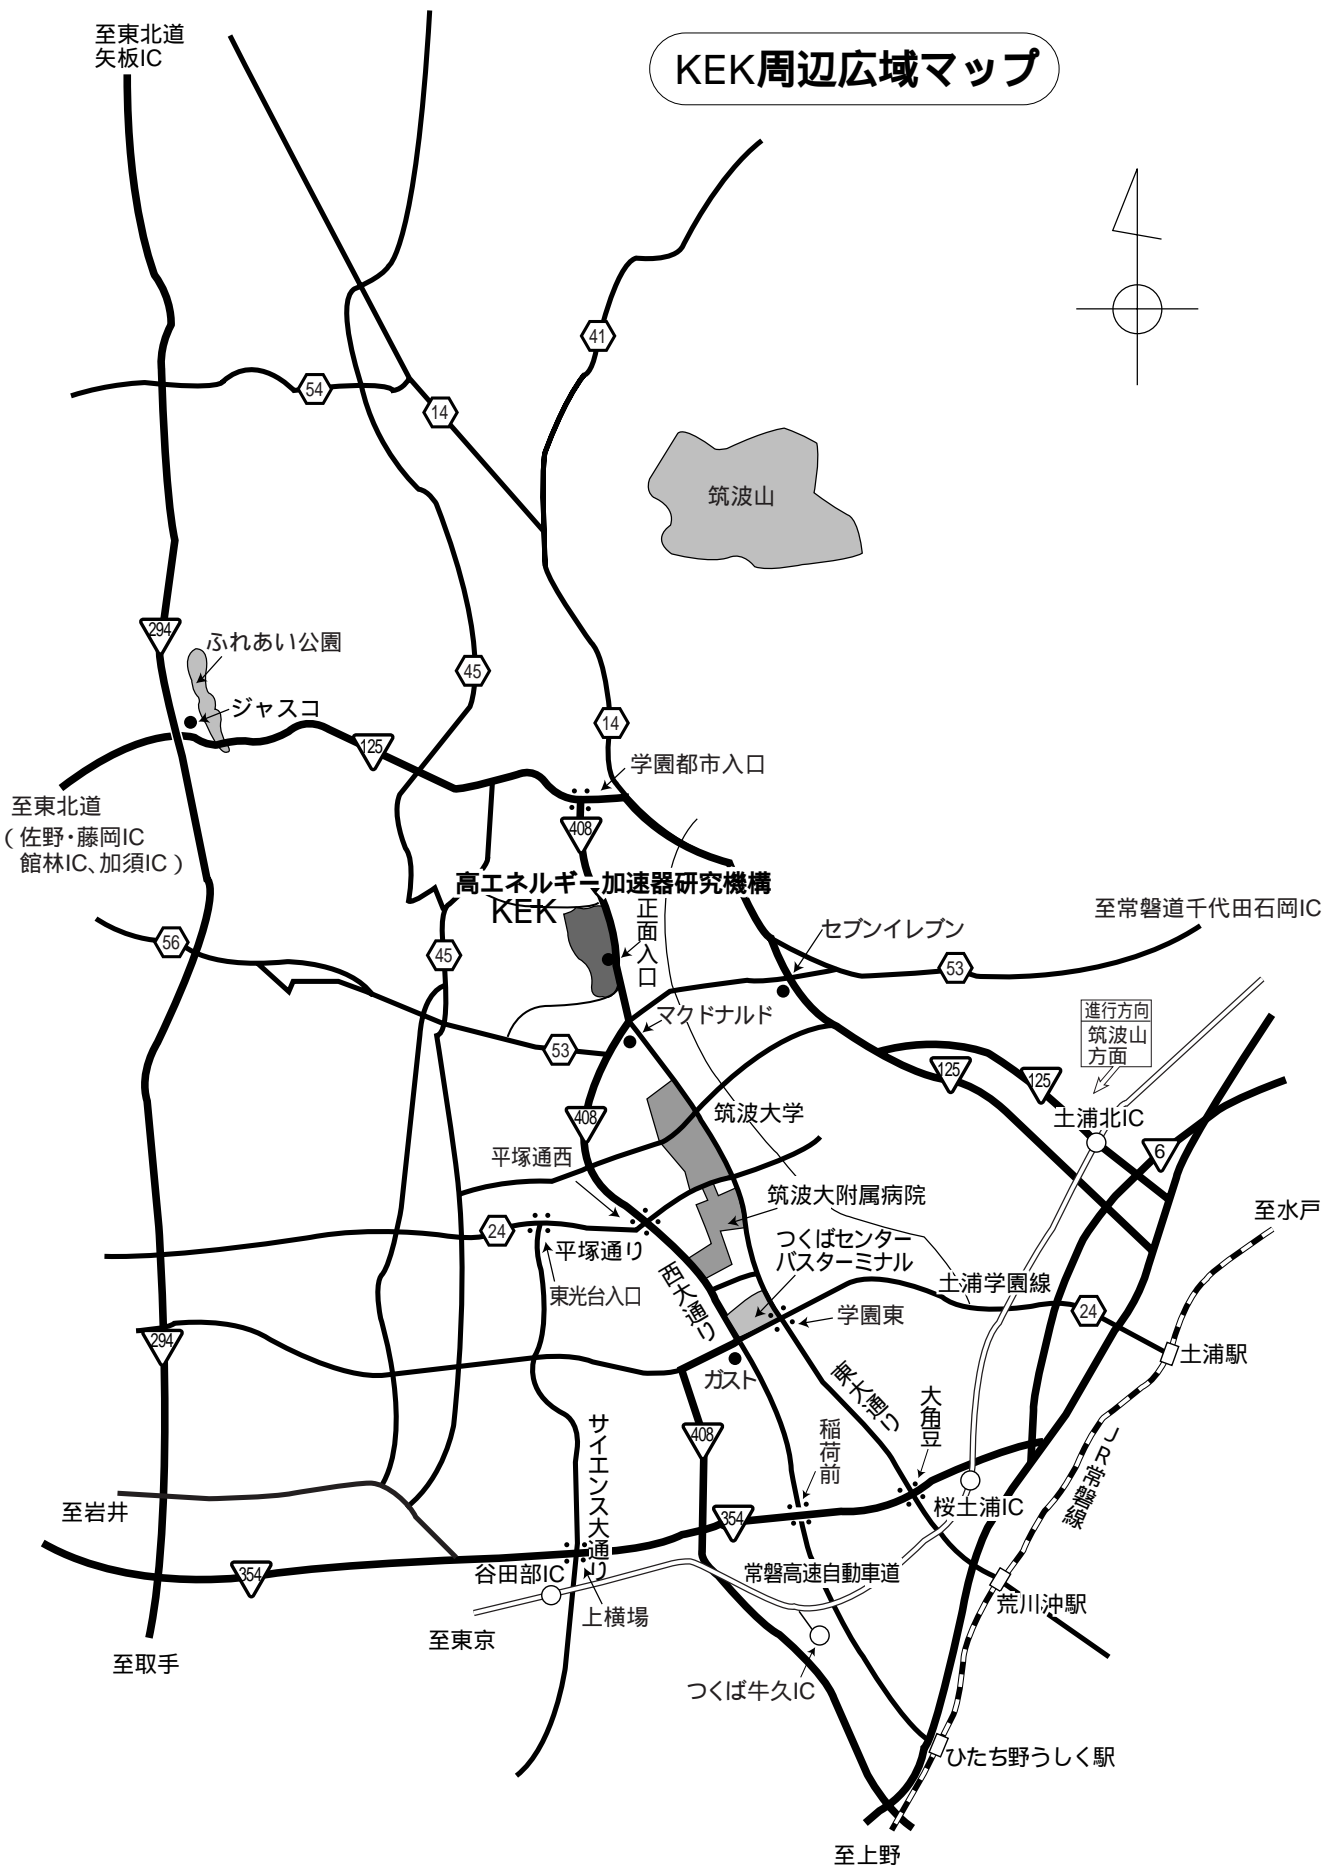 至東北道
矢板IC
KEK周辺広域マップ
41
54
14
筑波山
294
ふれあい公園
45
ジャスコ
14
125
学園都市入口
至東北道
(佐野・藤岡IC
館林IC、加須IC)
408
高エネルギー加速器研究機構
KEK
正面入口
至常磐道千代田石岡IC
セブンイレブン
56
45
53
マクドナルド
進行方向
筑波山
方面
53
125
125
筑波大学
408
土浦北IC
6
平塚通西
筑波大附属病院
至水戸
24
平塚通り
つくばセンター
バスターミナル
西大通り
土浦学園線
東光台入口
学園東
24
294
土浦駅
ガスト
東大通り
大角豆
サイエンス大通り
408
稲荷前
JR常磐線
至岩井
桜土浦IC
354
354
谷田部IC
常磐高速自動車道
荒川沖駅
上横場
至東京
至取手
つくば牛久IC
ひたち野うしく駅
至上野